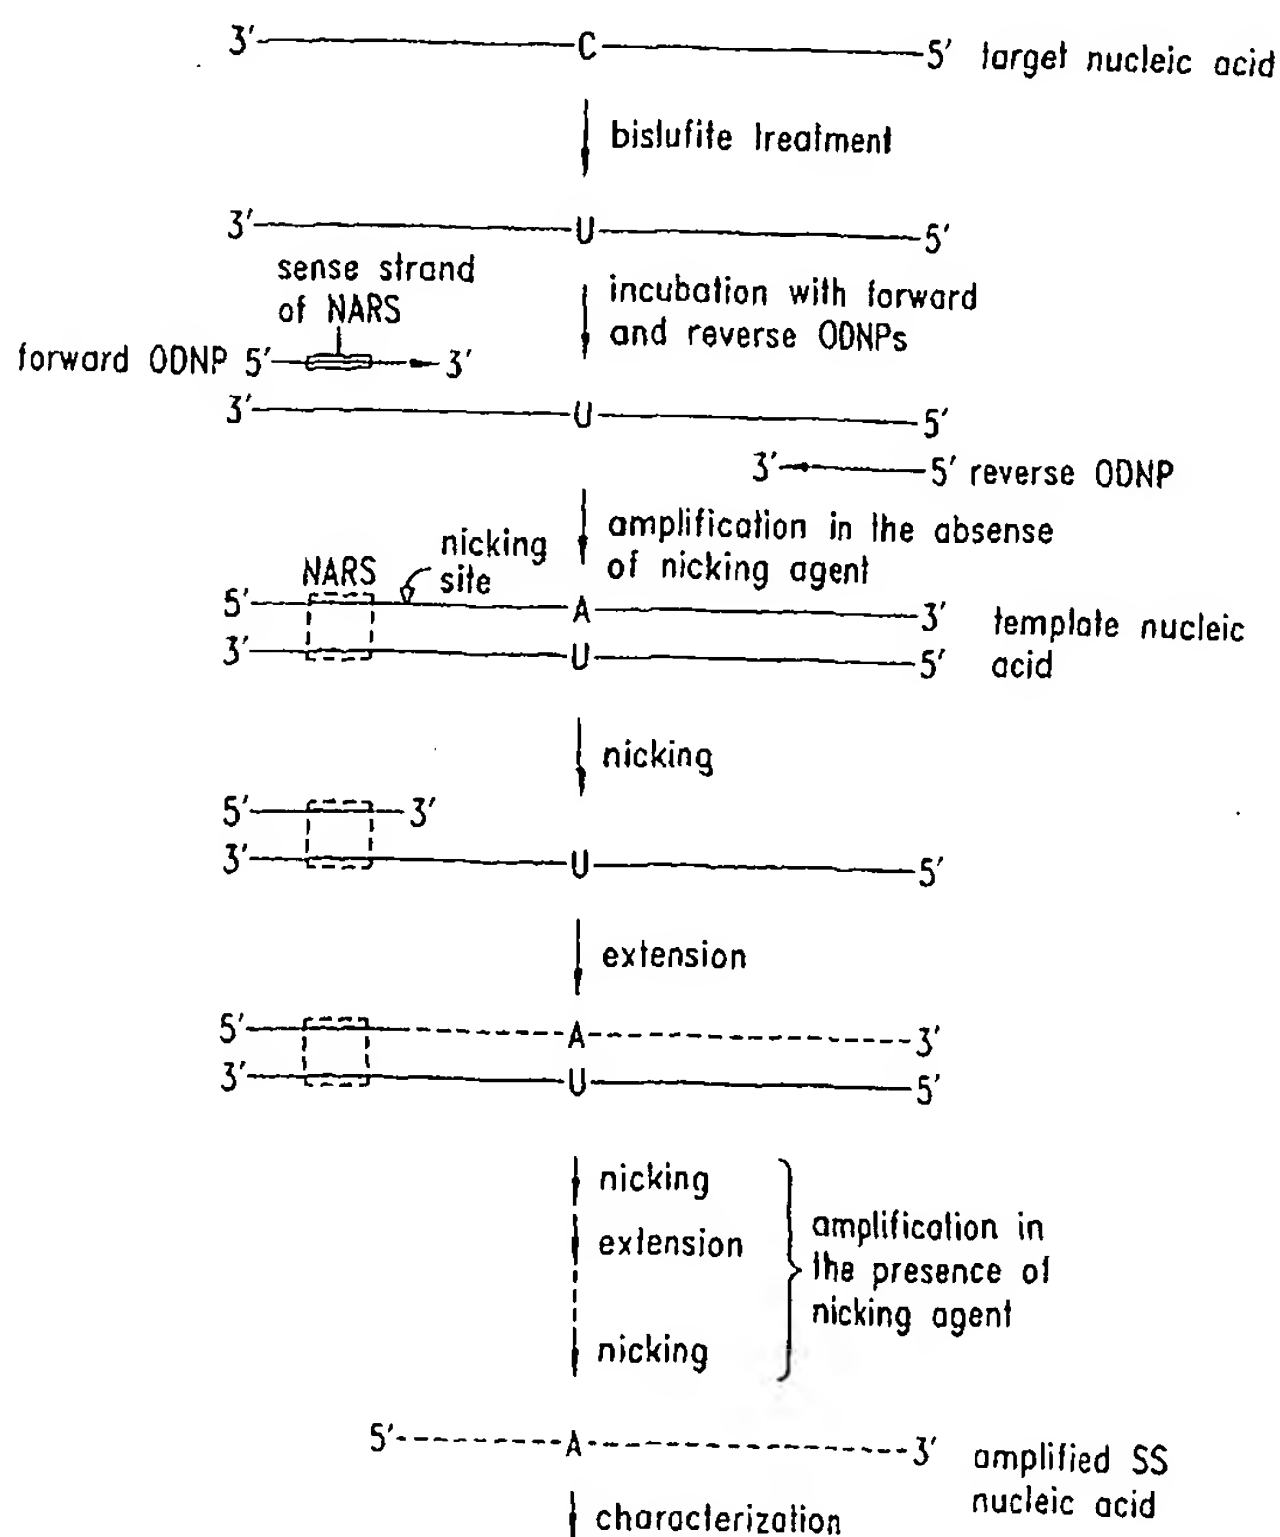 3' C 5' target nucleic acid
bislufite treatment
3' U 5'
sense strand
of NARS
incubation with forward
and reverse ODNPs
forward ODNP 5' 3'
3' U 5'
3' 5' reverse ODNP
amplification in the absense
of nicking agent
nicking
site
NARS
5' A 3'
3' U 5'
template nucleic
acid
nicking
5' 3'
3' U 5'
extension
5' A 3'
3' U 5'
nicking
extension
nicking
amplification in
the presence of
nicking agent
5' A 3'
amplified SS
nucleic acid
characterization